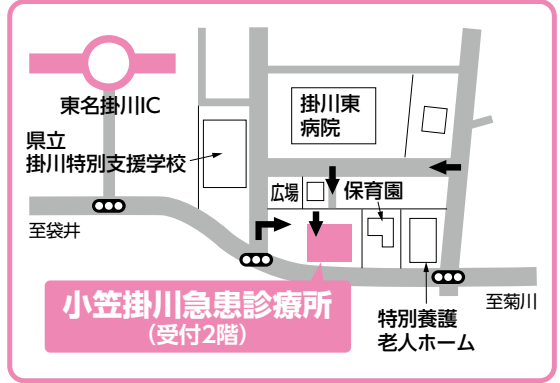 東名掛川IC
県立
掛川特別支援学校
掛川東
病院
広場
保育園
至袋井
小笠掛川急患診療所
(受付2階)
特別養護
老人ホーム
至菊川